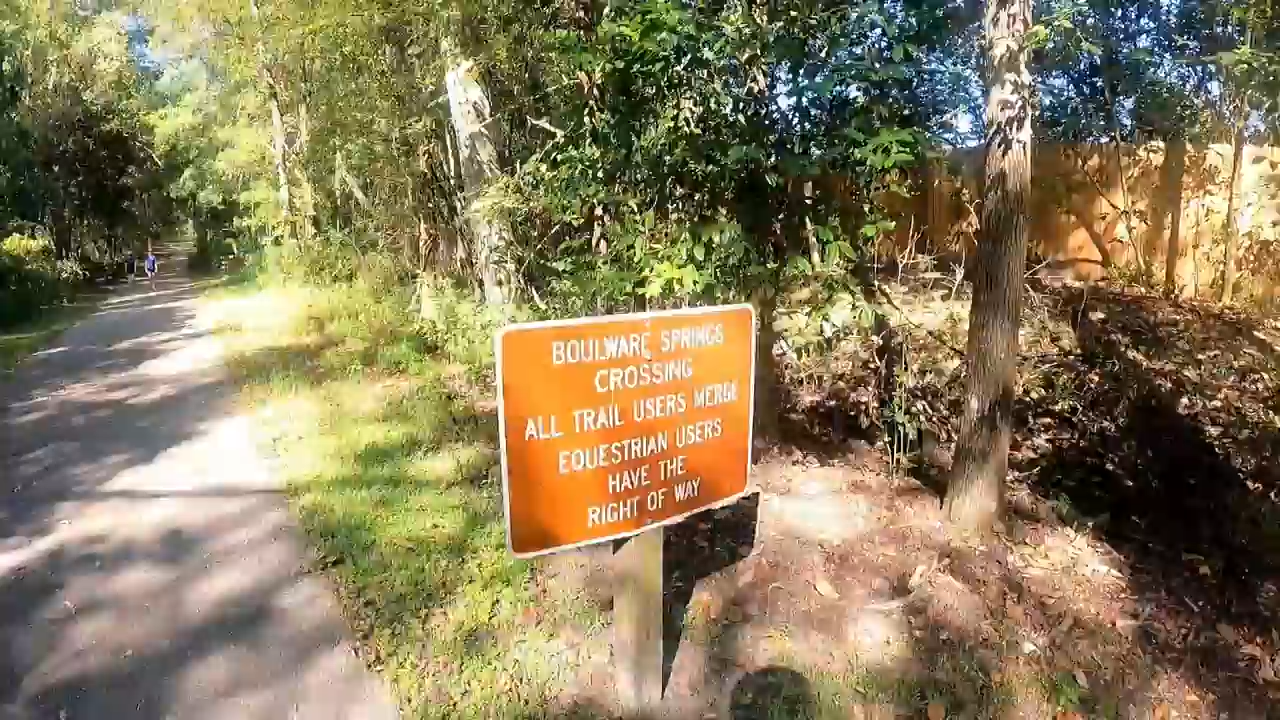 BOULWARE SPRINGS
CROSSING
ALL TRAIL USERS MERGE
EQUESTRIAN USERS
HAVE THE
RIGHT OF WAY